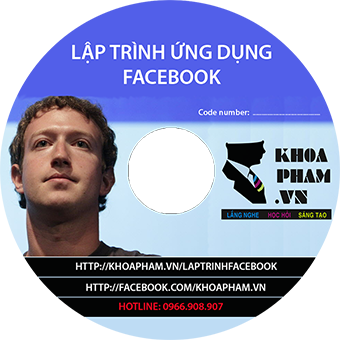 LẬP TRÌNH ỨNG DỤNG
FACEBOOK
Code number:
KHOA
PHAM
.VN
LẮNG NGHE HỌC HỎI SÁNG TẠO
HTTP://KHOAPHAM.VN/LAPTRINHFACEBOOK
HTTP://FACEBOOK.COM/KHOAPHAM.VN
HOTLINE: 0966.908.907